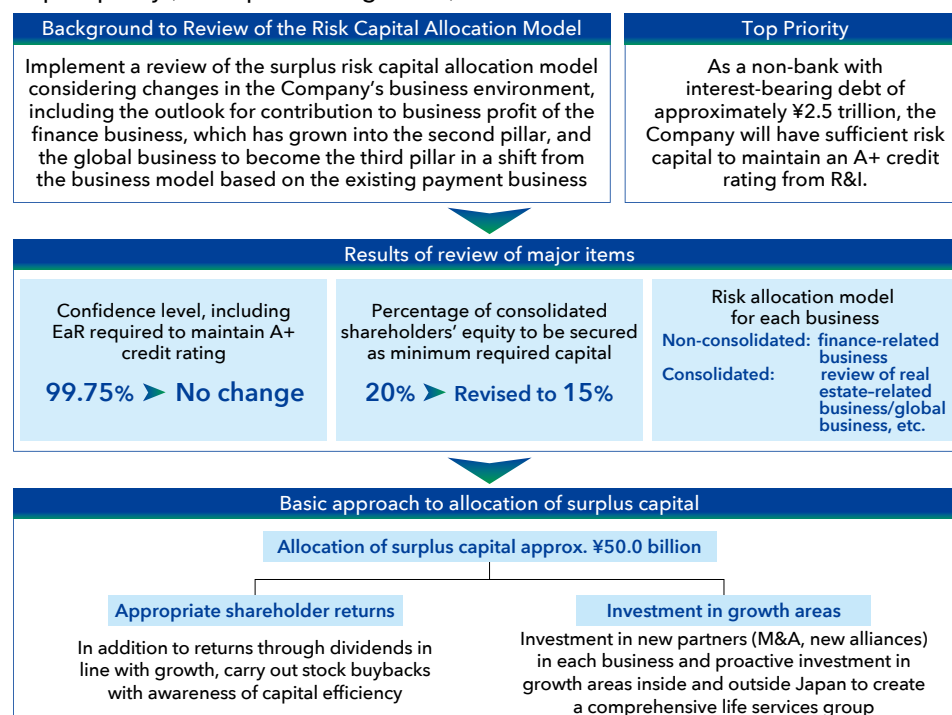 Background to Review of the Risk Capital Allocation Model
Implement a review of the surplus risk capital allocation model
considering changes in the Company's business environment,
including the outlook for contribution to business profit of the
finance business, which has grown into the second pillar, and
the global business to become the third pillar in a shift from
the business model based on the existing payment business
Top Priority
As a non-bank with
interest-bearing debt of
approximately ¥2.5 trillion, the
Company will have sufficient risk
capital to maintain an A+ credit
rating from R&I.
Results of review of major items
Confidence level, including
EaR required to maintain A+
credit rating
99.75% ➤ No change
Percentage of consolidated
shareholders' equity to be secured
as minimum required capital
20% ➤ Revised to 15%
Risk allocation model
for each business
Non-consolidated: finance-related
business
Consolidated: review of real
estate–related
business/global
business, etc.
Basic approach to allocation of surplus capital
Allocation of surplus capital approx. ¥50.0 billion
Appropriate shareholder returns
In addition to returns through dividends in
line with growth, carry out stock buybacks
with awareness of capital efficiency
Investment in growth areas
Investment in new partners (M&A, new alliances)
in each business and proactive investment in
growth areas inside and outside Japan to create
a comprehensive life services group